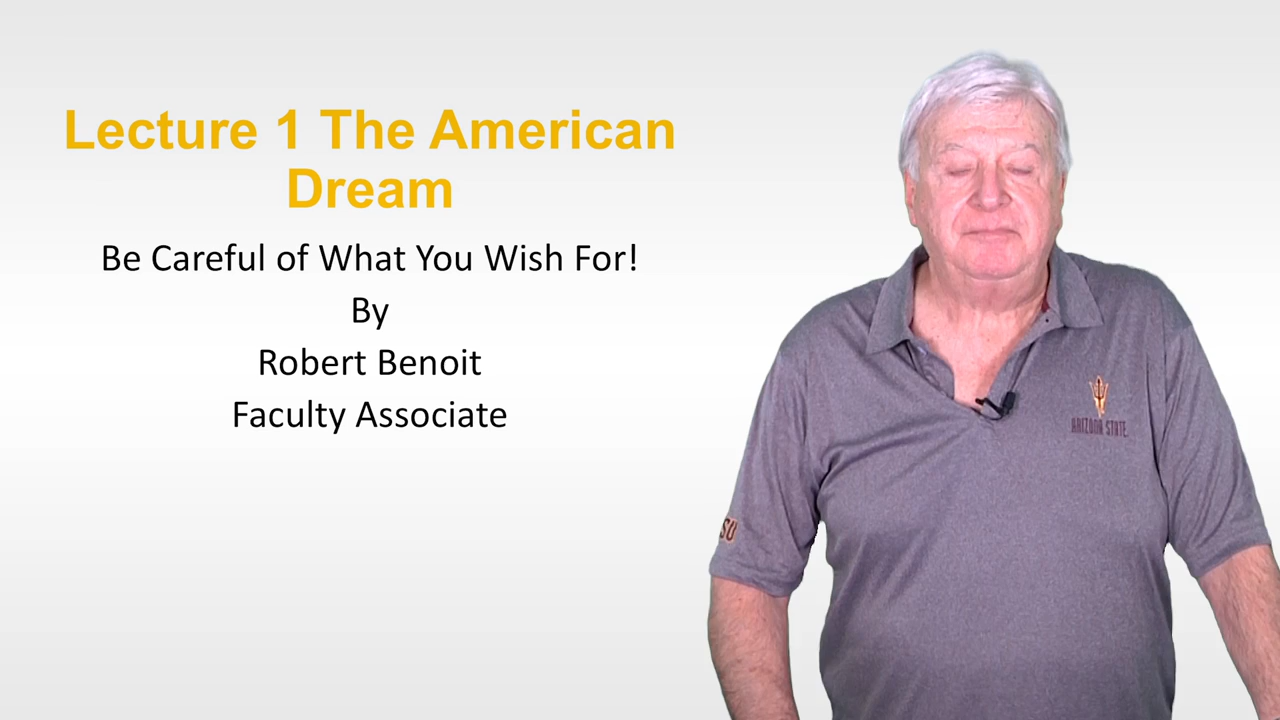 Lecture 1 The American
Dream
Be Careful of What You Wish For!
By
Robert Benoit
Faculty Associate
ARIZONA STATE
SU